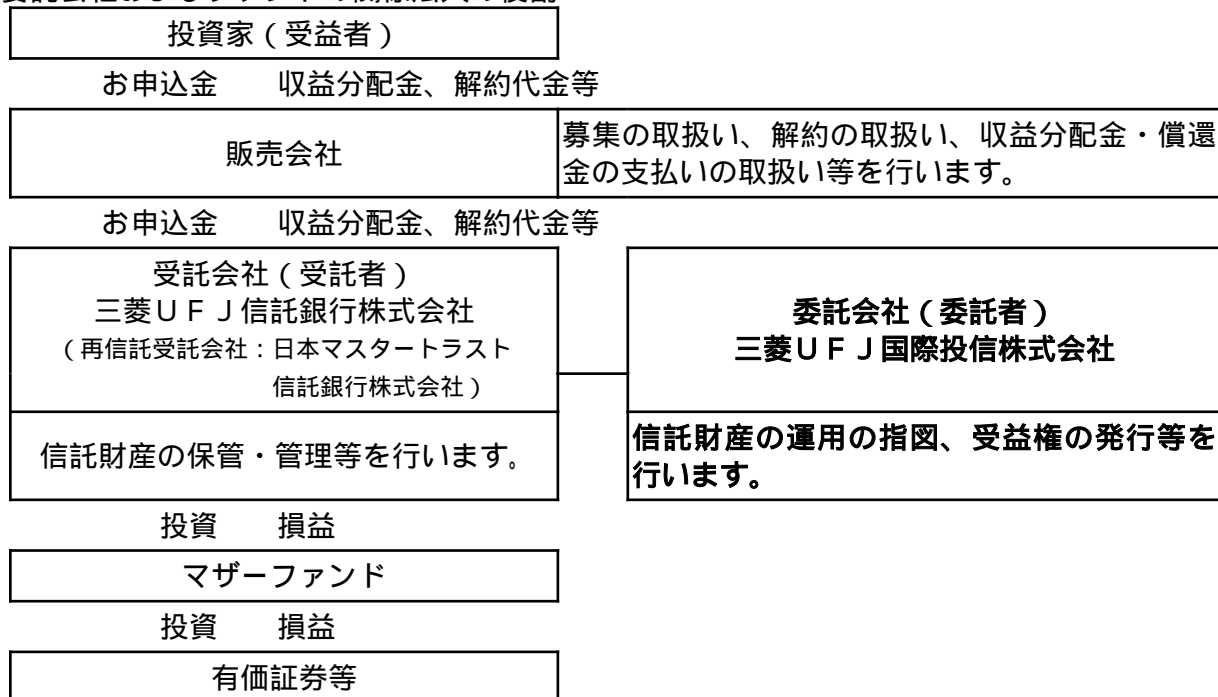 投資家（受益者）
お申込金　　収益分配金、解約代金等
販売会社
募集の取扱い、解約の取扱い、収益分配金・償還
金の支払いの取扱い等を行います。
お申込金　　収益分配金、解約代金等
受託会社（受託者）
三菱ＵＦＪ信託銀行株式会社
（再信託受託会社：日本マスタートラスト
信託銀行株式会社）
信託財産の保管・管理等を行います。
委託会社（委託者）
三菱ＵＦＪ国際投信株式会社
信託財産の運用の指図、受益権の発行等を
行います。
投資　　損益
マザーファンド
投資　　損益
有価証券等